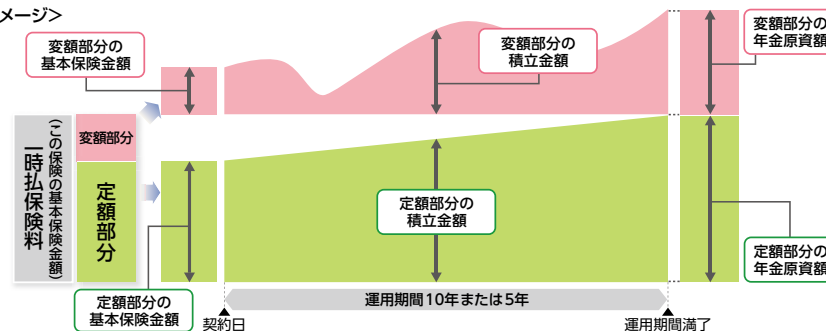 メージ>
変額部分の
基本保険金額
変額部分の
積立金額
変額部分の
年金原資額
一時払保険料
(この保険の基本保険金額)
変額部分
定額部分
定額部分の
積立金額
定額部分の
基本保険金額
定額部分の
年金原資額
運用期間10年または5年
契約日
運用期間満了